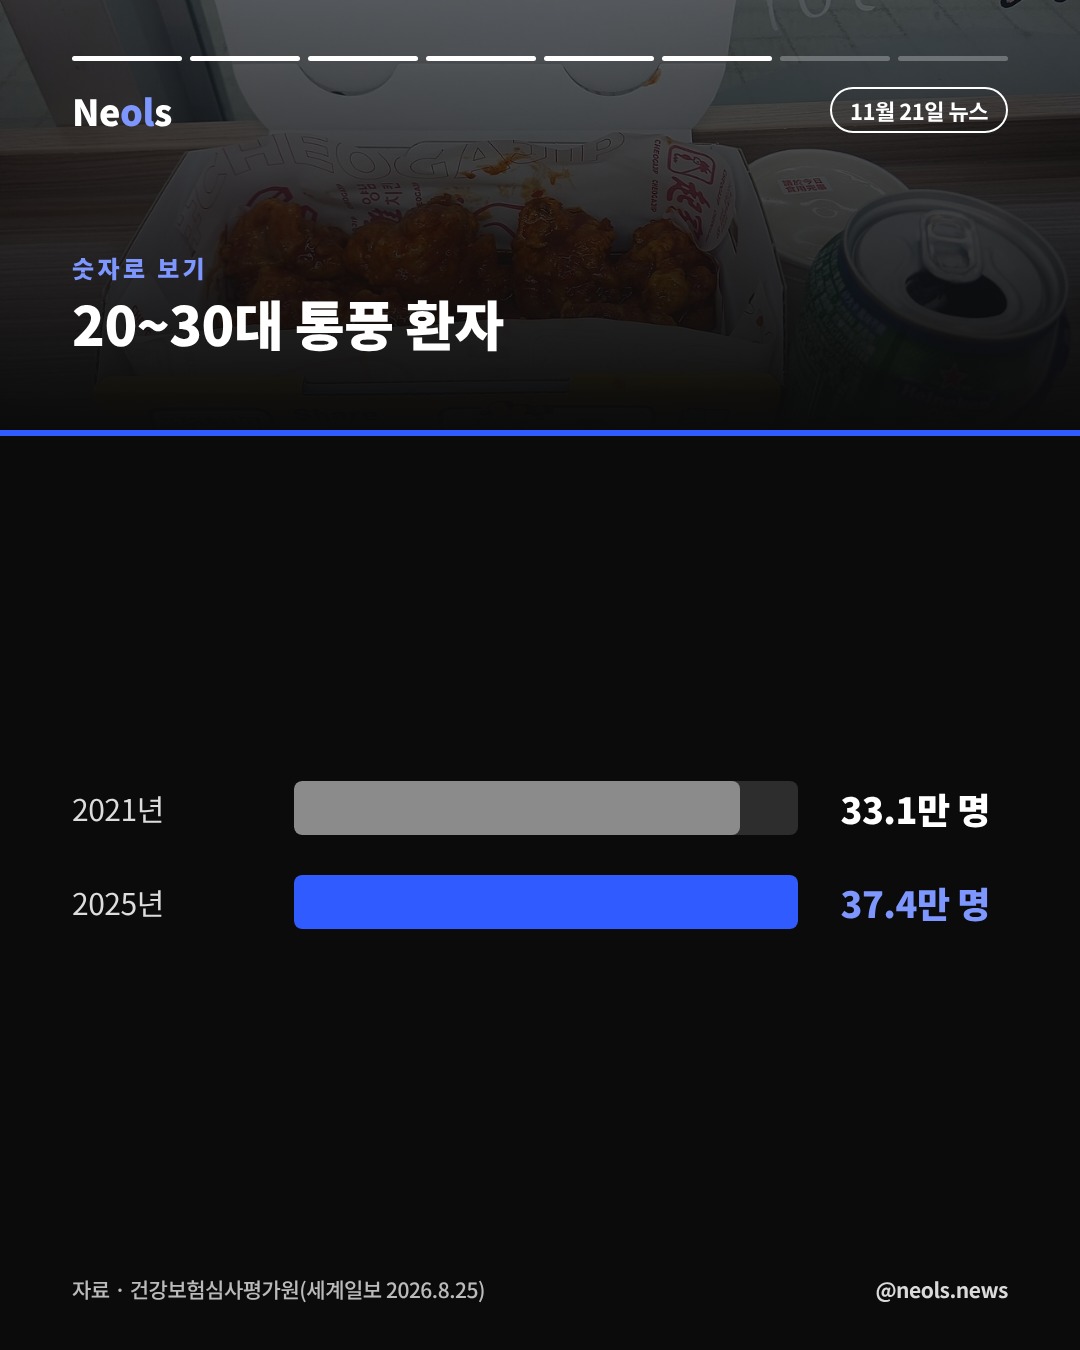 Neols
11월 21일 뉴스
CHEOGAJIP
숫자로 보기
20~30대 통풍 환자
2021년
33.1만 명
2025년
37.4만 명
자료 · 건강보험심사평가원(세계일보 2026.8.25)
@neols.news